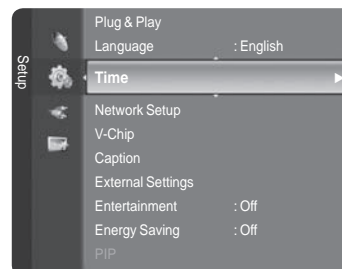 Setup
Plug & Play
Language : English
Time
Network Setup
V-Chip
Caption
External Settings
Entertainment : Off
Energy Saving : Off
PIP